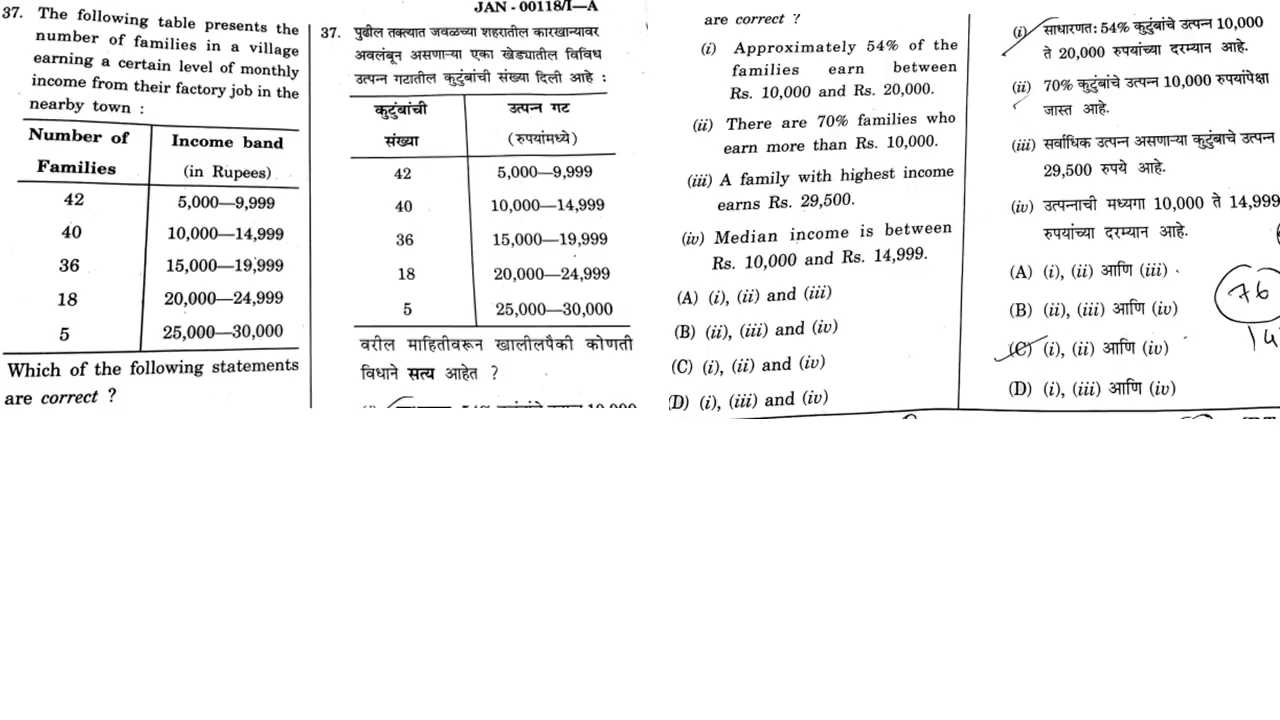 37. The following table presents the
number of families in a village
earning a certain level of monthly
income from their factory job in the
nearby town :
Number of Families | Income band (in Rupees)
42 5,000—9,999
40 10,000—14,999
36 15,000—19,999
18 20,000—24,999
5 25,000—30,000
Which of the following statements
are correct ?
JAN - 00118/I—A
37. पुढील तक्त्यात जवळच्या शहरातील कारखान्यावर
अवलंबून असणाऱ्या एका खेड्यातील विविध
उत्पन्न गटातील कुटुंबांची संख्या दिली आहे :
कुटुंबांची संख्या | उत्पन्न गट (रुपयांमध्ये)
42 5,000—9,999
40 10,000—14,999
36 15,000—19,999
18 20,000—24,999
5 25,000—30,000
वरील माहितीवरून खालीलपैकी कोणती
विधाने सत्य आहेत ?
are correct ?
(i) Approximately 54% of the
families earn between
Rs. 10,000 and Rs. 20,000.
(ii) There are 70% families who
earn more than Rs. 10,000.
(iii) A family with highest income
earns Rs. 29,500.
(iv) Median income is between
Rs. 10,000 and Rs. 14,999.
(A) (i), (ii) and (iii)
(B) (ii), (iii) and (iv)
(C) (i), (ii) and (iv)
(D) (i), (iii) and (iv)
(i) साधारणत: 54% कुटुंबांचे उत्पन्न 10,000
ते 20,000 रुपयांच्या दरम्यान आहे.
(ii) 70% कुटुंबांचे उत्पन्न 10,000 रुपयांपेक्षा
जास्त आहे.
(iii) सर्वाधिक उत्पन्न असणाऱ्या कुटुंबाचे उत्पन्न
29,500 रुपये आहे.
(iv) उत्पन्नाची मध्यगा 10,000 ते 14,999
रुपयांच्या दरम्यान आहे.
(A) (i), (ii) आणि (iii)
(B) (ii), (iii) आणि (iv)
(C) (i), (ii) आणि (iv)
(D) (i), (iii) आणि (iv)
76